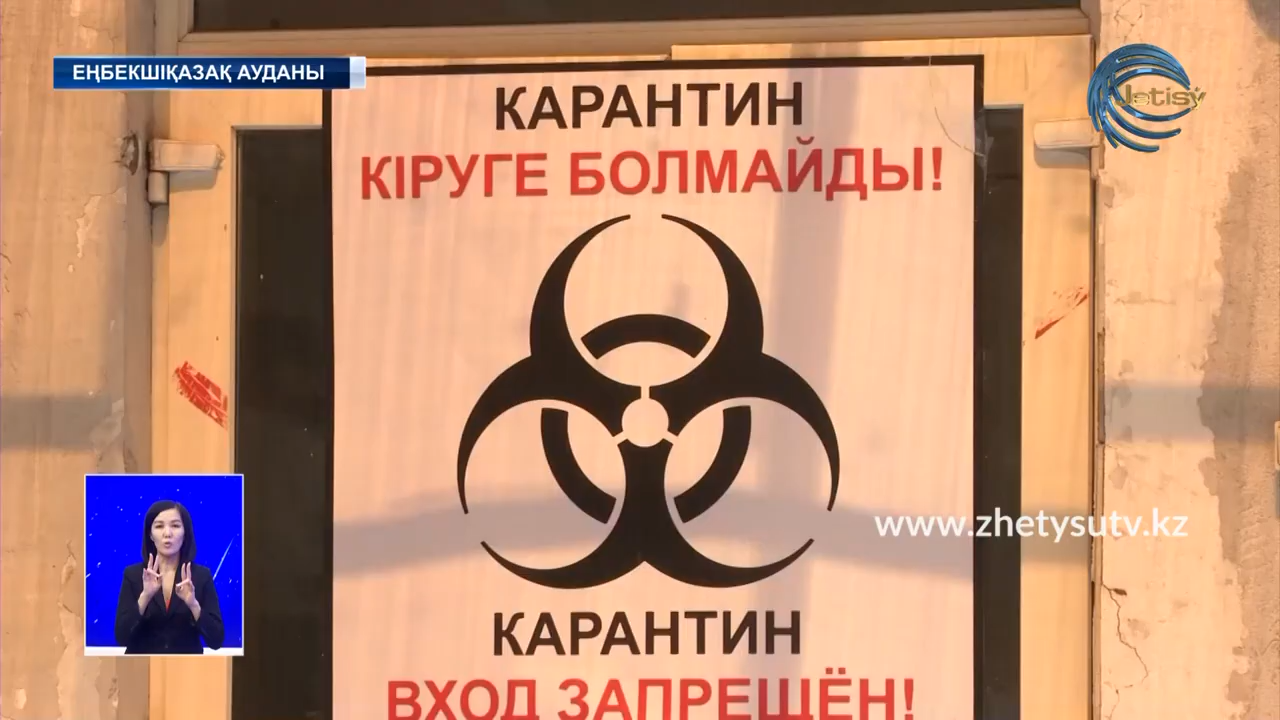 ЕҢБЕКШІҚАЗАҚ АУДАНЫ
Jetisý
КАРАНТИН
КІРУГЕ БОЛМАЙДЫ!
www.zhetysutv.kz
КАРАНТИН
ВХОД ЗАПРЕЩЁН!